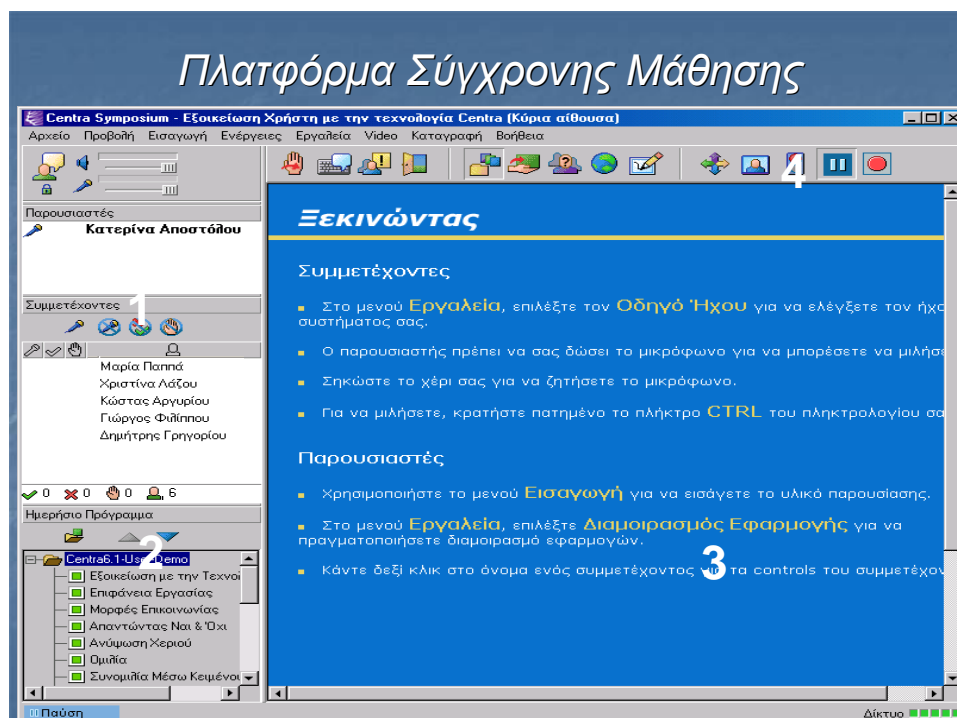 Πλατφόρμα Σύγχρονης Μάθησης
Centra Symposium - Εξοικείωση Χρήστη με την τεχνολογία Centra (Κύρια αίθουσα)
Αρχείο Προβολή Εισαγωγή Ενέργειες Εργαλεία Video Καταγραφή Βοήθεια
4
Παρουσιαστές
Κατερίνα Αποστόλου
Συμμετέχοντες
1
Μαρία Παππά
Χριστίνα Λάζου
Κώστας Αργυρίου
Γιώργος Φιλίππου
Δημήτρης Γρηγορίου
0 0 0 6
Ημερήσιο Πρόγραμμα
2
Centra6.1-User Demo
Εξοικείωση με την Τεχνο
Επιφάνεια Εργασίας
Μορφές Επικοινωνίας
Απαντώντας Ναι & Όχι
Ανύψωση Χεριού
Ομιλία
Συνομιλία Μέσω Κειμένου
Ξεκινώντας
Συμμετέχοντες
Στο μενού Εργαλεία, επιλέξτε τον Οδηγό Ήχου για να ελέγξετε τον ήχο
συστήματος σας.
Ο παρουσιαστής πρέπει να σας δώσει το μικρόφωνο για να μπορέσετε να μιλήσε
Σηκώστε το χέρι σας για να ζητήσετε το μικρόφωνο.
Για να μιλήσετε, κρατήστε πατημένο το πλήκτρο CTRL του πληκτρολογίου σα
Παρουσιαστές
Χρησιμοποιήστε το μενού Εισαγωγή για να εισάγετε το υλικό παρουσίασης.
Στο μενού Εργαλεία, επιλέξτε Διαμοιρασμός Εφαρμογής για να
πραγματοποιήσετε διαμοιρασμό εφαρμογών.
Κάντε δεξί κλικ στο όνομα ενός συμμετέχοντος για τα controls του συμμετέχον
3
Παύση
Δίκτυο